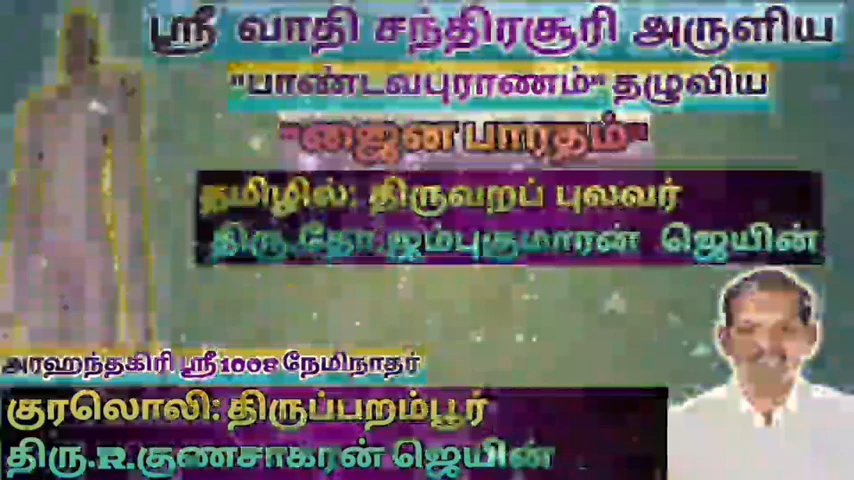 ஸ்ரீ வாதி சந்திரசூரி அருளிய
"பாண்டவபுராணம்" தழுவிய
"ஜைன பாரதம்"
தமிழில்: திருவறப் புலவர்
திரு.தோ.ஜம்புகுமாரன் ஜெயின்
அரஹந்தகிரி ஸ்ரீ 1008 நேமிநாதர்
குரலொலி: திருப்பறம்பூர்
திரு.R.குணசாகரன் ஜெயின்